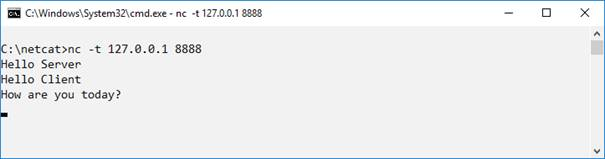 C:\Windows\System32\cmd.exe - nc -t 127.0.0.1 8888
C:\netcat>nc -t 127.0.0.1 8888
Hello Server
Hello Client
How are you today?